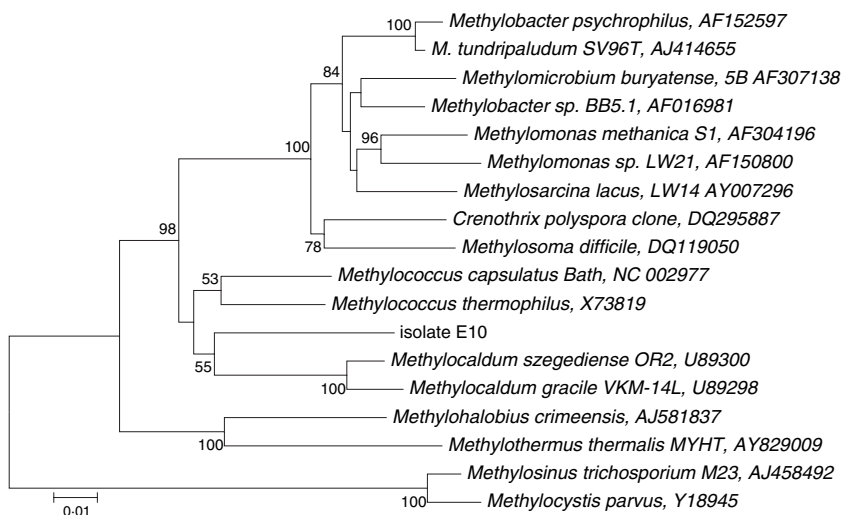 100
Methylobacter psychrophilus, AF152597
M. tundripaludum SV96T, AJ414655
84
Methylomicrobium buryatense, 5B AF307138
Methylobacter sp. BB5.1, AF016981
96
Methylomonas methanica S1, AF304196
100
Methylomonas sp. LW21, AF150800
Methylosarcina lacus, LW14 AY007296
Crenothrix polyspora clone, DQ295887
98
78
Methylosoma difficile, DQ119050
53
Methylococcus capsulatus Bath, NC 002977
Methylococcus thermophilus, X73819
isolate E10
55
Methylocaldum szegediense OR2, U89300
100
Methylocaldum gracile VKM-14L, U89298
Methylohalobius crimeensis, AJ581837
100
Methylothermus thermalis MYHT, AY829009
Methylosinus trichosporium M23, AJ458492
100
Methylocystis parvus, Y18945
0·01